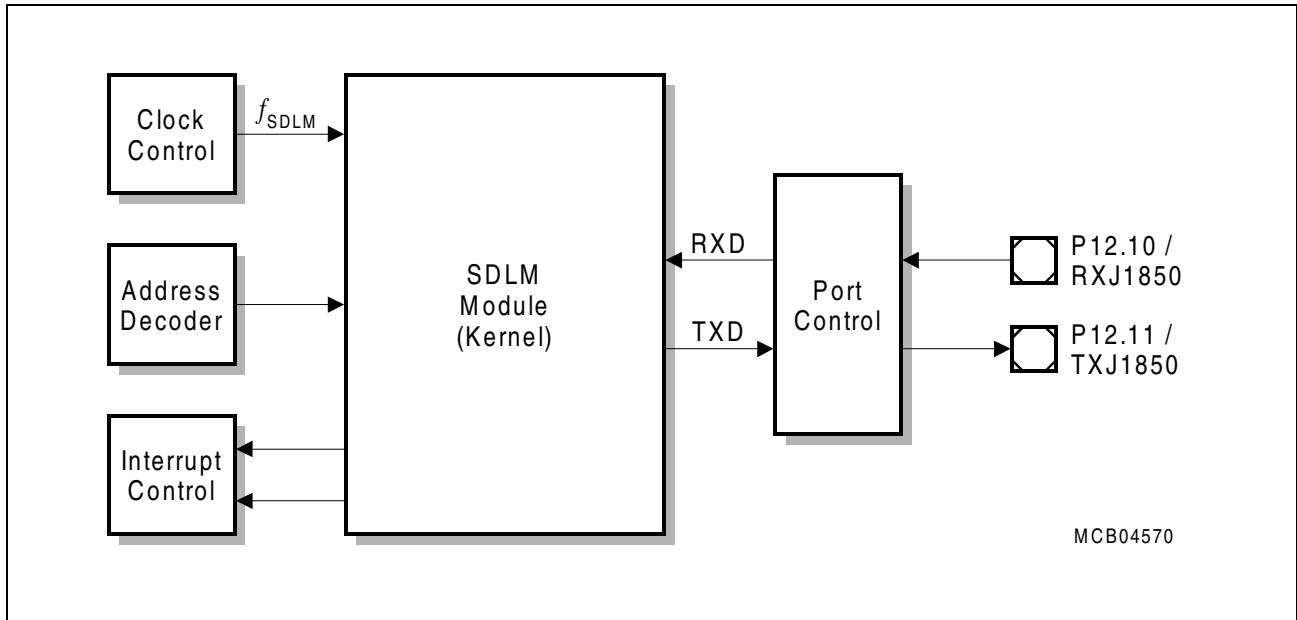 Clock
Control
fSDLM
Address
Decoder
Interrupt
Control
SDLM
Module
(Kernel)
RXD
TXD
Port
Control
P12.10 /
RXJ1850
P12.11 /
TXJ1850
MCB04570